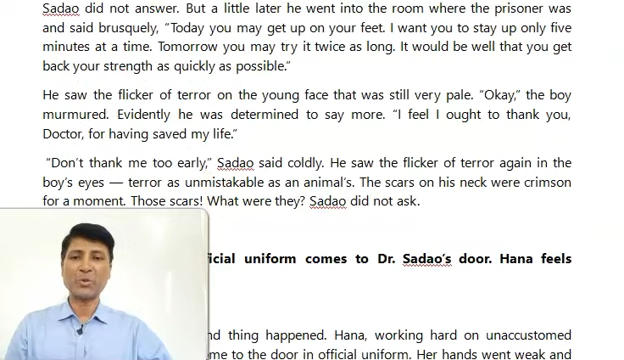 Sadao did not answer. But a little later he went into the room where the prisoner was
and said brusquely, “Today you may get up on your feet. I want you to stay up only five
minutes at a time. Tomorrow you may try it twice as long. It would be well that you get
back your strength as quickly as possible.”
He saw the flicker of terror on the young face that was still very pale. “Okay,” the boy
murmured. Evidently he was determined to say more. “I feel I ought to thank you,
Doctor, for having saved my life.”
“Don’t thank me too early,” Sadao said coldly. He saw the flicker of terror again in the
boy’s eyes — terror as unmistakable as an animal’s. The scars on his neck were crimson
for a moment. Those scars! What were they? Sadao did not ask.
ficial uniform comes to Dr. Sadao’s door. Hana feels
nd thing happened. Hana, working hard on unaccustomed
me to the door in official uniform. Her hands went weak and